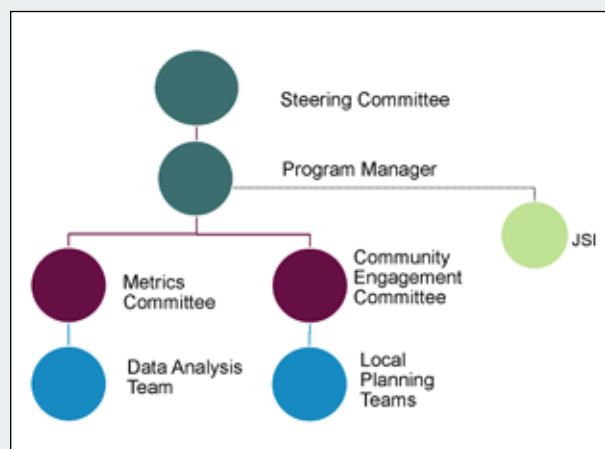 Steering Committee
Program Manager
JSI
Metrics
Committee
Community
Engagement
Committee
Data Analysis
Team
Local
Planning
Teams